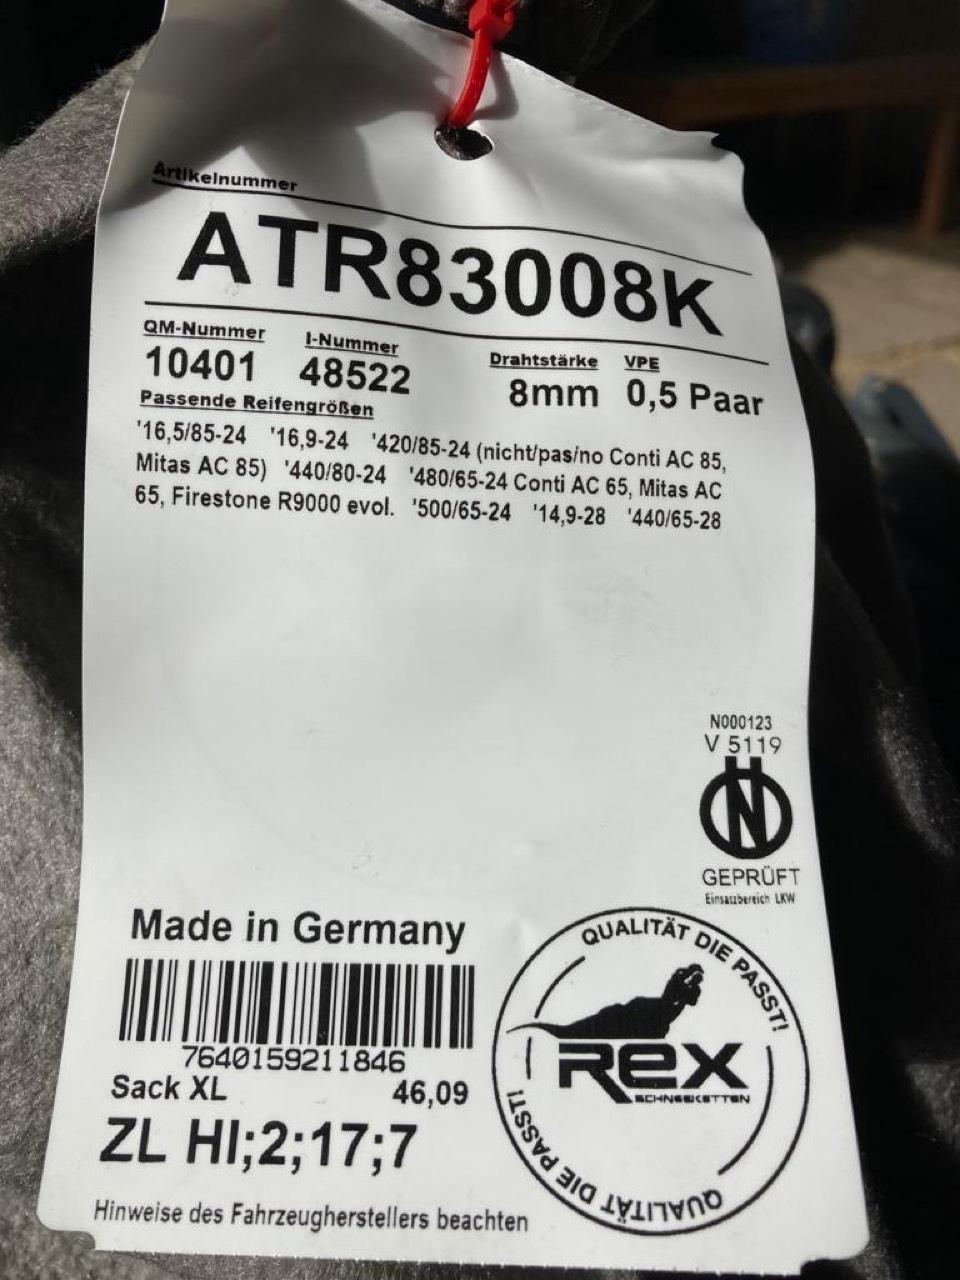 Artikelnummer
ATR83008K
QM-Nummer I-Nummer Drahtstärke VPE
10401 48522 8mm 0,5 Paar
Passende Reifengrößen
'16,5/85-24 '16,9-24 '420/85-24 (nicht/pas/no Conti AC 85,
Mitas AC 85) '440/80-24 '480/65-24 Conti AC 65, Mitas AC
65, Firestone R9000 evol. '500/65-24 '14,9-28 '440/65-28
N000123
V 5119
N
GEPRÜFT
Einsatzbereich LKW
Made in Germany
7640159211846
Sack XL 46,09
ZL HI;2;17;7
Hinweise des Fahrzeugherstellers beachten
QUALITÄT DIE PASST!
Rex
SCHNEEKETTEN
QUALITÄT DIE PASST!